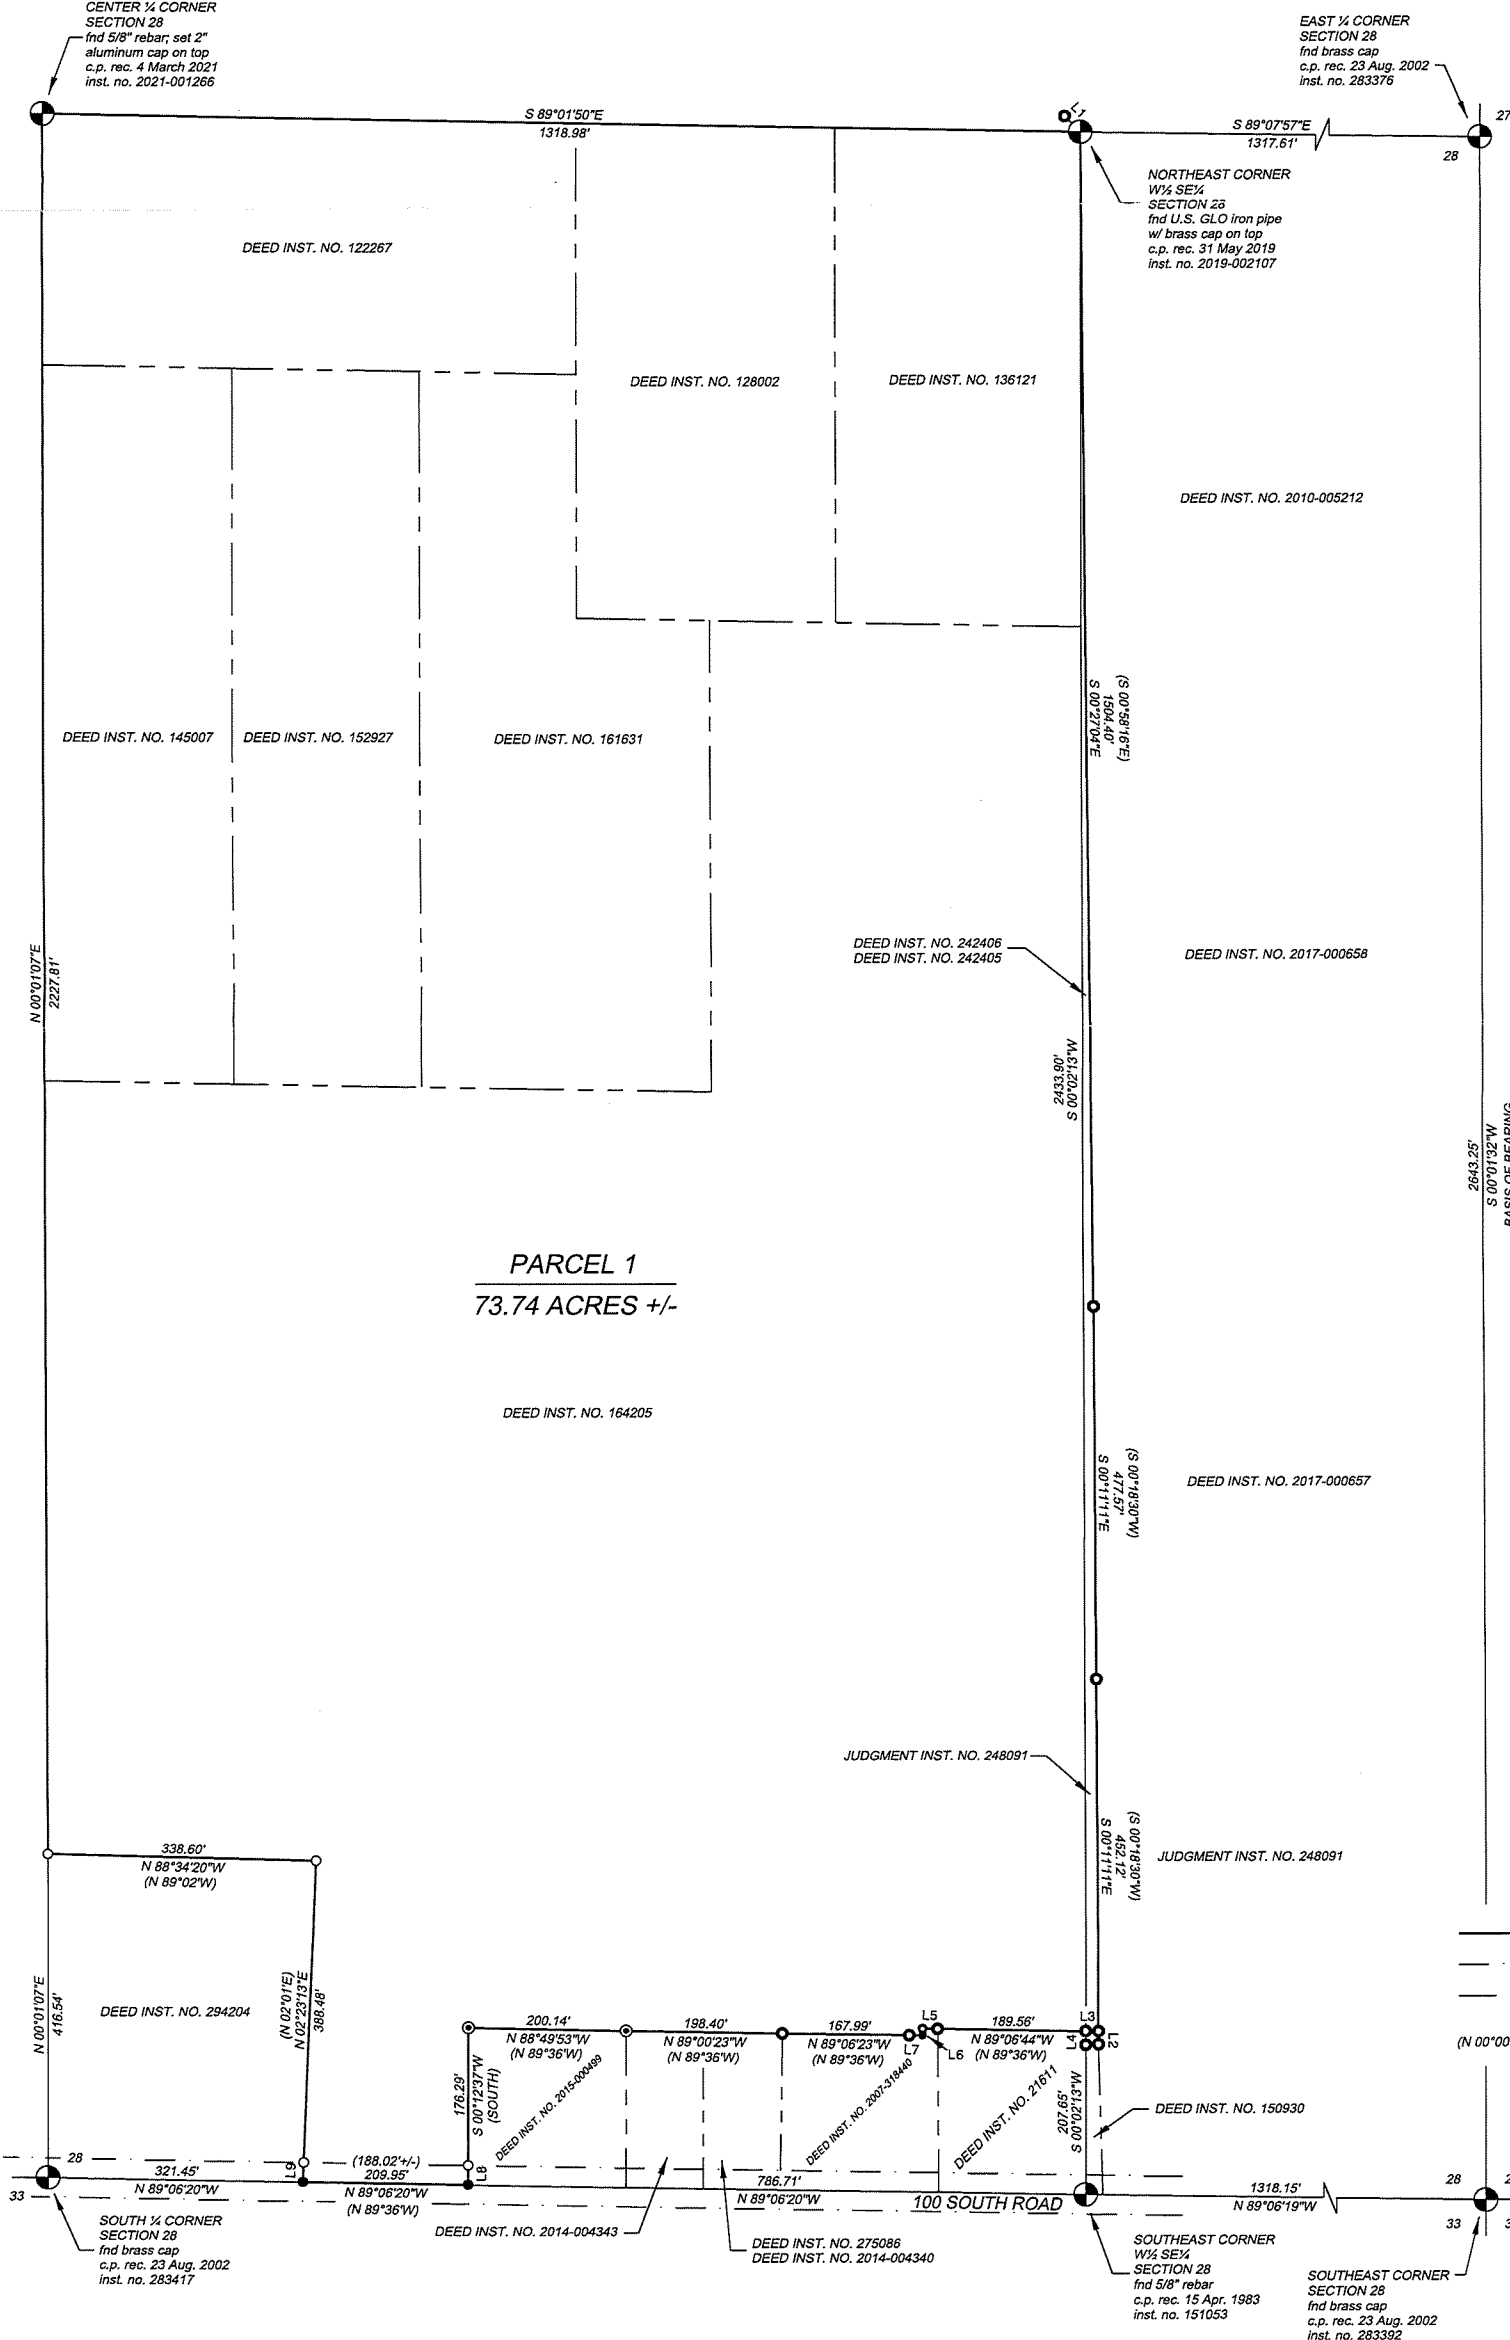 CENTER ¼ CORNER
SECTION 28
fnd 5/8" rebar; set 2"
aluminum cap on top
c.p. rec. 4 March 2021
inst. no. 2021-001266
EAST ¼ CORNER
SECTION 28
fnd brass cap
c.p. rec. 23 Aug. 2002
inst. no. 283376
27
28
S 89°01'50"E
1318.98'
L1
S 89°07'57"E
1317.61'
NORTHEAST CORNER
W½ SE¼
SECTION 28
fnd U.S. GLO iron pipe
w/ brass cap on top
c.p. rec. 31 May 2019
inst. no. 2019-002107
DEED INST. NO. 122267
DEED INST. NO. 128002
DEED INST. NO. 136121
DEED INST. NO. 2010-005212
(S 00°58'16"E)
1504.40'
S 00°27'04"E
DEED INST. NO. 145007
DEED INST. NO. 152927
DEED INST. NO. 161631
DEED INST. NO. 242406
DEED INST. NO. 242405
DEED INST. NO. 2017-000658
N 00°01'07"E
2227.81'
2433.90'
S 00°02'13"W
2643.25'
S 00°01'32"W
BASIS OF BEARING
PARCEL 1
73.74 ACRES +/-
DEED INST. NO. 164205
(S 00°18'30"W)
477.57'
S 00°11'11"E
DEED INST. NO. 2017-000657
JUDGMENT INST. NO. 248091
(S 00°18'30"W)
452.12'
S 00°11'11"E
JUDGMENT INST. NO. 248091
338.60'
N 88°34'20"W
(N 89°02'W)
N 00°01'07"E
416.54'
DEED INST. NO. 294204
(N 02°01'E)
N 02°23'13"E
388.48'
200.14'
N 88°49'53"W
(N 89°36'W)
198.40'
N 89°00'23"W
(N 89°36'W)
167.99'
N 89°06'23"W
(N 89°36'W)
L5
L7
L6
189.56'
N 89°06'44"W
(N 89°36'W)
L3
L4
L2
(N 00°00
176.29'
S 00°12'37"W
(SOUTH)
DEED INST. NO. 2015-000499
DEED INST. NO. 2007-318440
DEED INST. NO. 21611
207.65'
S 00°02'13"W
DEED INST. NO. 150930
28
33
321.45'
N 89°06'20"W
L9
(188.02'+/-)
209.95'
N 89°06'20"W
(N 89°36'W)
L8
786.71'
N 89°06'20"W
100 SOUTH ROAD
1318.15'
N 89°06'19"W
28
2
33
3
SOUTH ¼ CORNER
SECTION 28
fnd brass cap
c.p. rec. 23 Aug. 2002
inst. no. 283417
DEED INST. NO. 2014-004343
DEED INST. NO. 275086
DEED INST. NO. 2014-004340
SOUTHEAST CORNER
W½ SE¼
SECTION 28
fnd 5/8" rebar
c.p. rec. 15 Apr. 1983
inst. no. 151053
SOUTHEAST CORNER
SECTION 28
fnd brass cap
c.p. rec. 23 Aug. 2002
inst. no. 283392